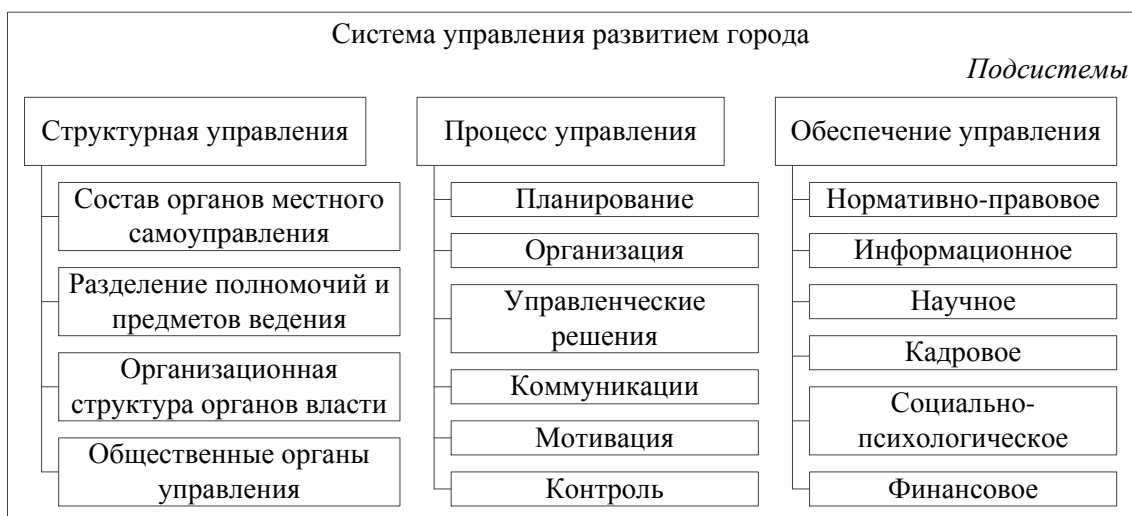 Система управления развитием города
Подсистемы
Структурная управления
Состав органов местного
самоуправления
Разделение полномочий и
предметов ведения
Организационная
структура органов власти
Общественные органы
управления
Процесс управления
Планирование
Организация
Управленческие
решения
Коммуникации
Мотивация
Контроль
Обеспечение управления
Нормативно-правовое
Информационное
Научное
Кадровое
Социально-
психологическое
Финансовое